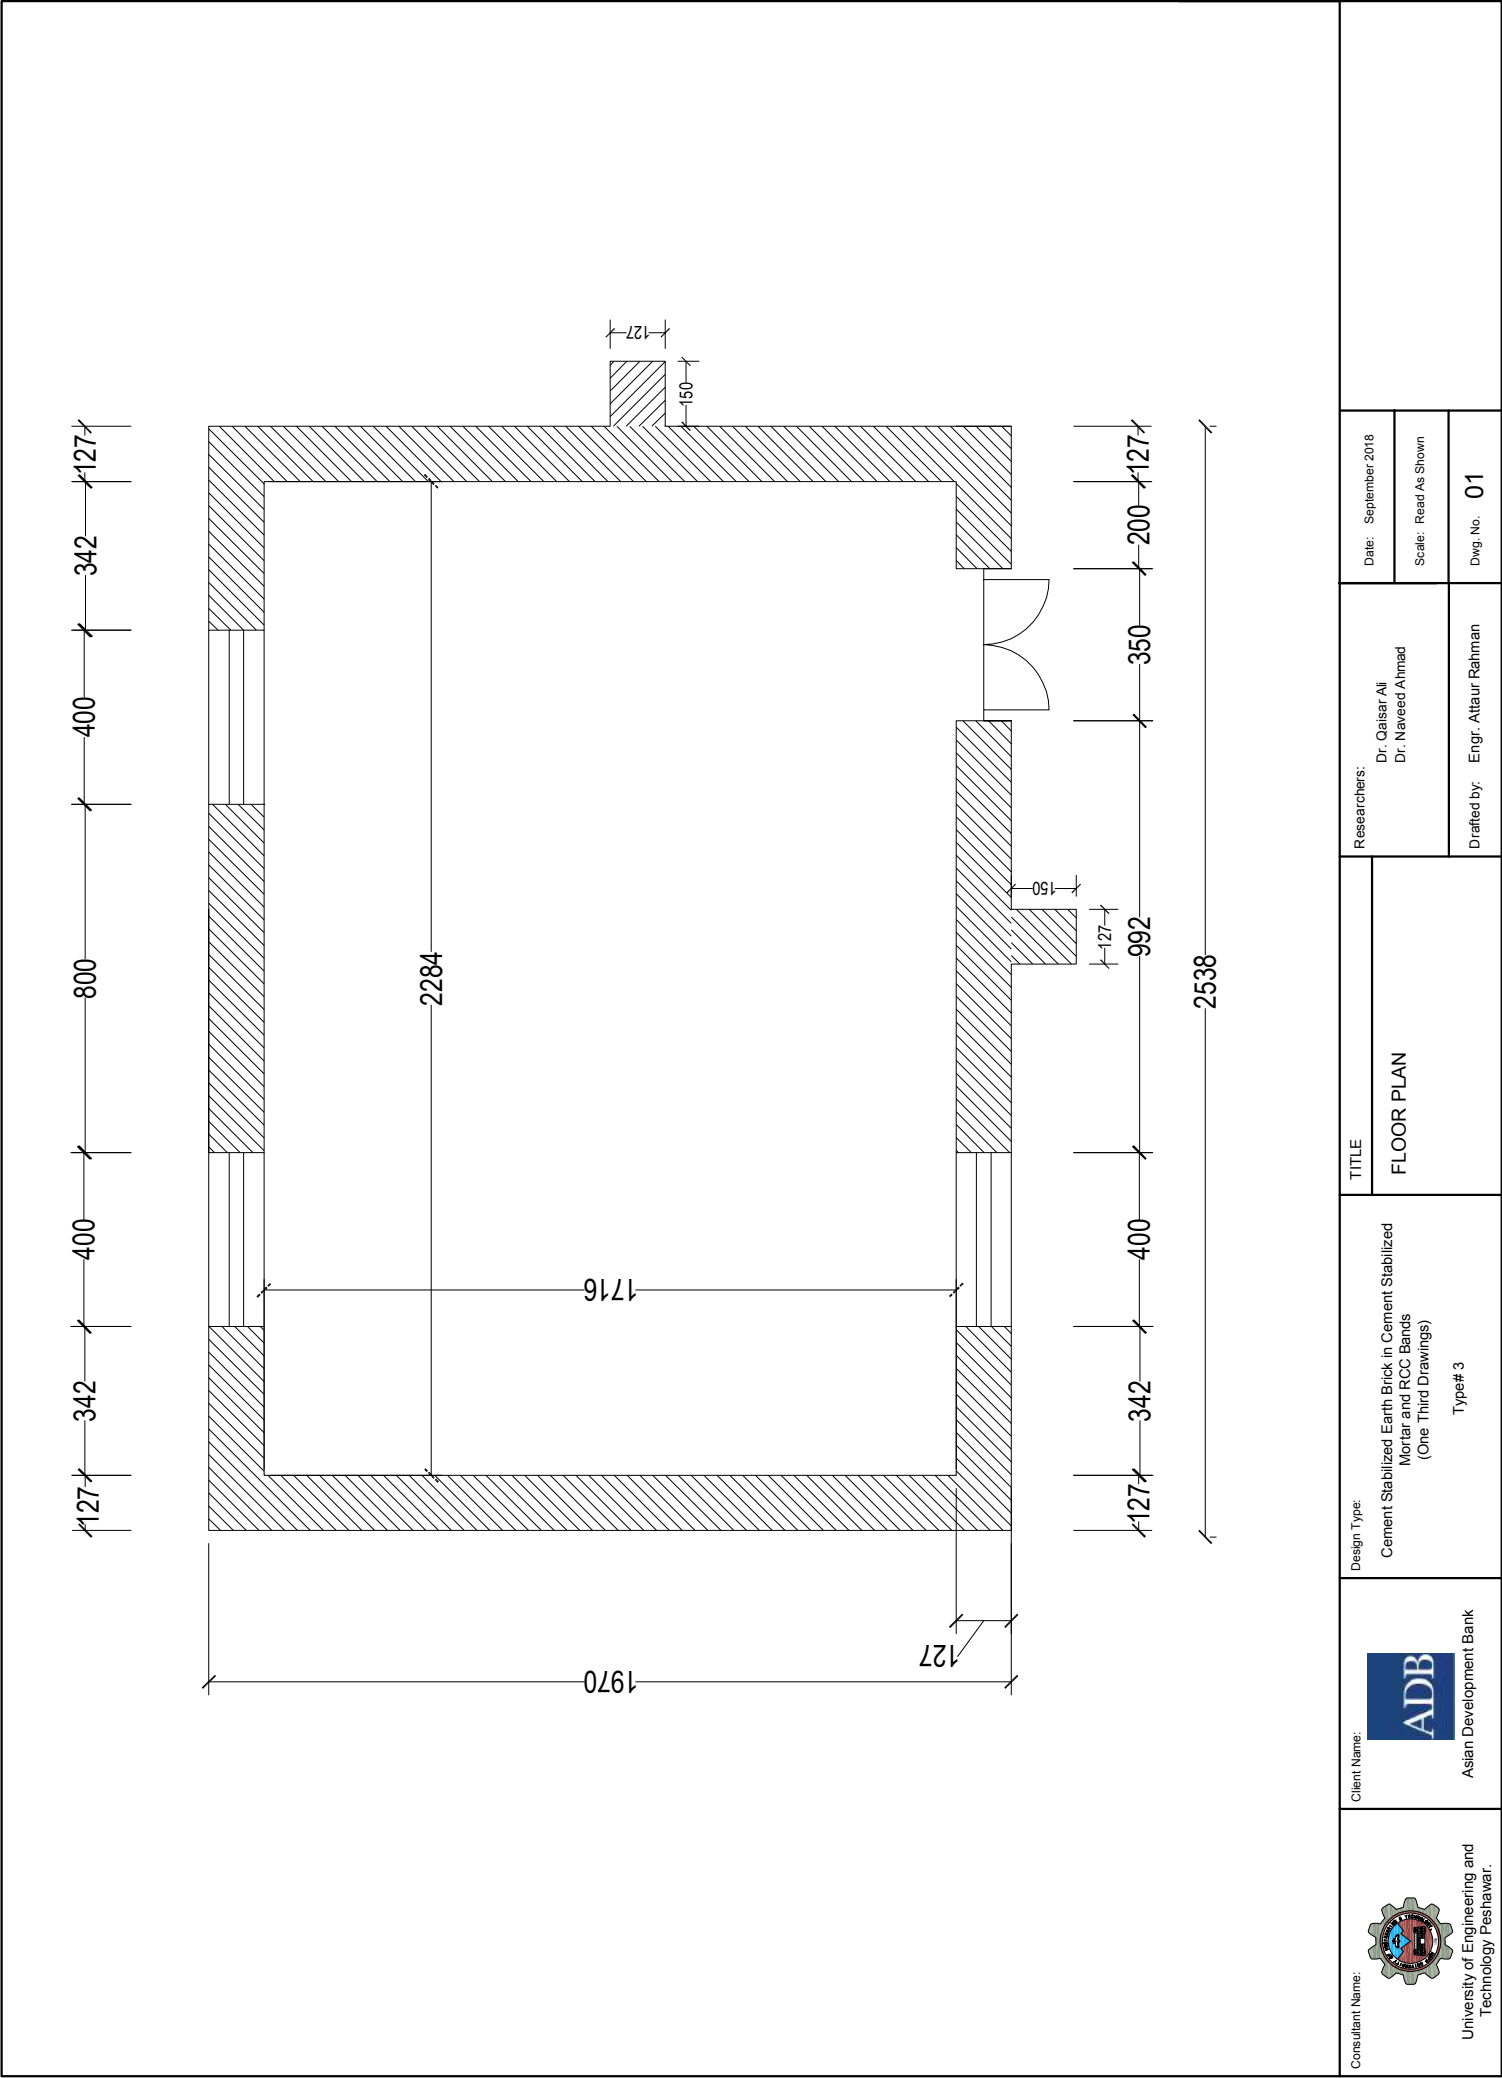 127
342
400
800
400
342
127
2284
1716
127
150
150
127
127
342
400
992
350
200
127
2538
1970
127
Consultant Name:
University of Engineering and
Technology Peshawar.
Client Name:
ADB
Asian Development Bank
Design Type:
Cement Stabilized Earth Brick in Cement Stabilized
Mortar and RCC Bands
(One Third Drawings)
Type# 3
TITLE
FLOOR PLAN
Researchers:
Dr. Qaisar Ali
Dr. Naveed Ahmad
Drafted by: Engr. Attaur Rahman
Date: September 2018
Scale: Read As Shown
Dwg. No. 01